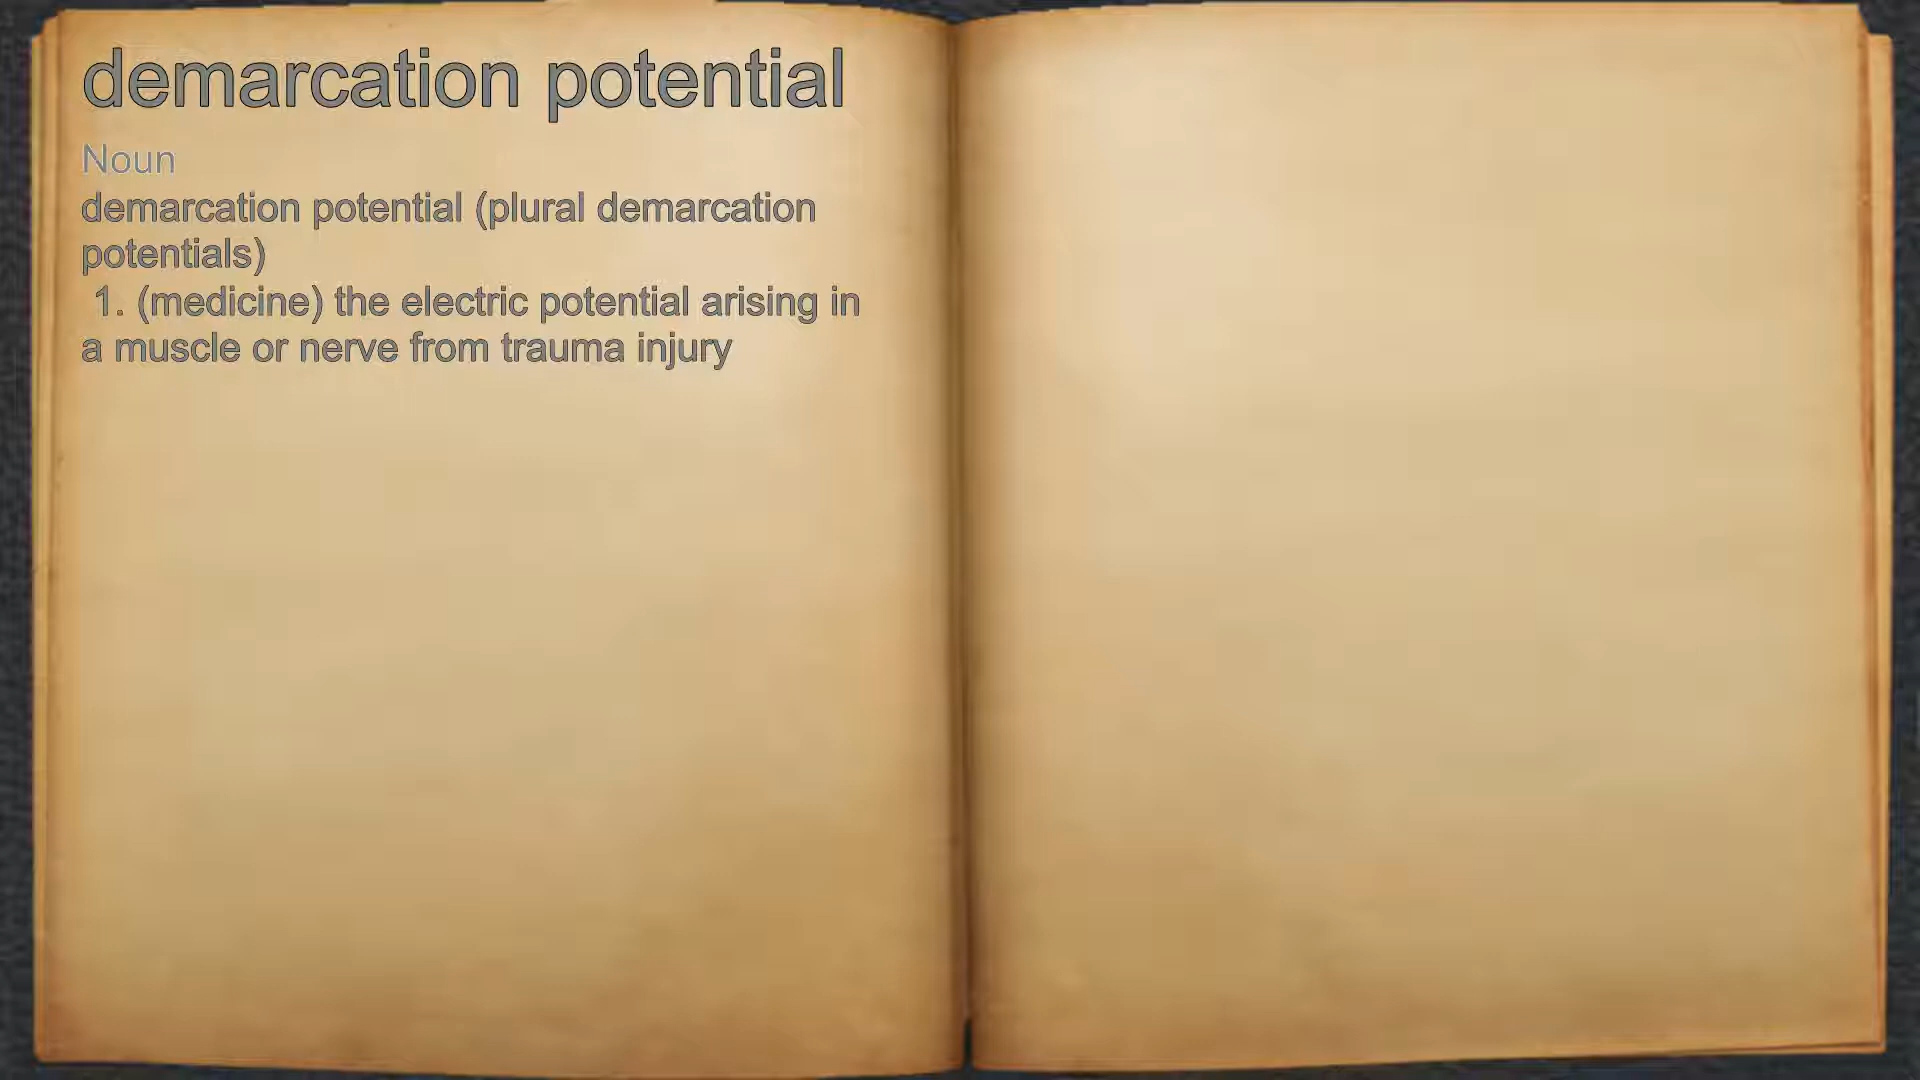 demarcation potential
Noun
demarcation potential (plural demarcation
potentials)
1. (medicine) the electric potential arising in
a muscle or nerve from trauma injury